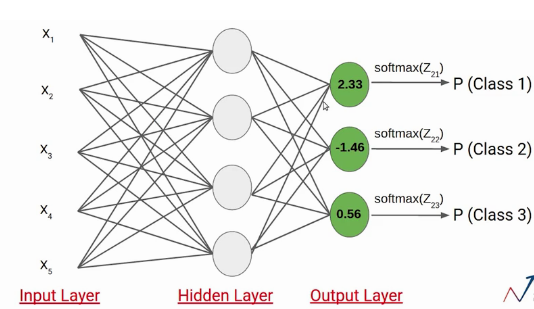 X1
X2
X3
X4
X5
2.33
-1.46
0.56
softmax(Z21)
P (Class 1)
softmax(Z22)
P (Class 2)
softmax(Z23)
P (Class 3)
Input Layer
Hidden Layer
Output Layer